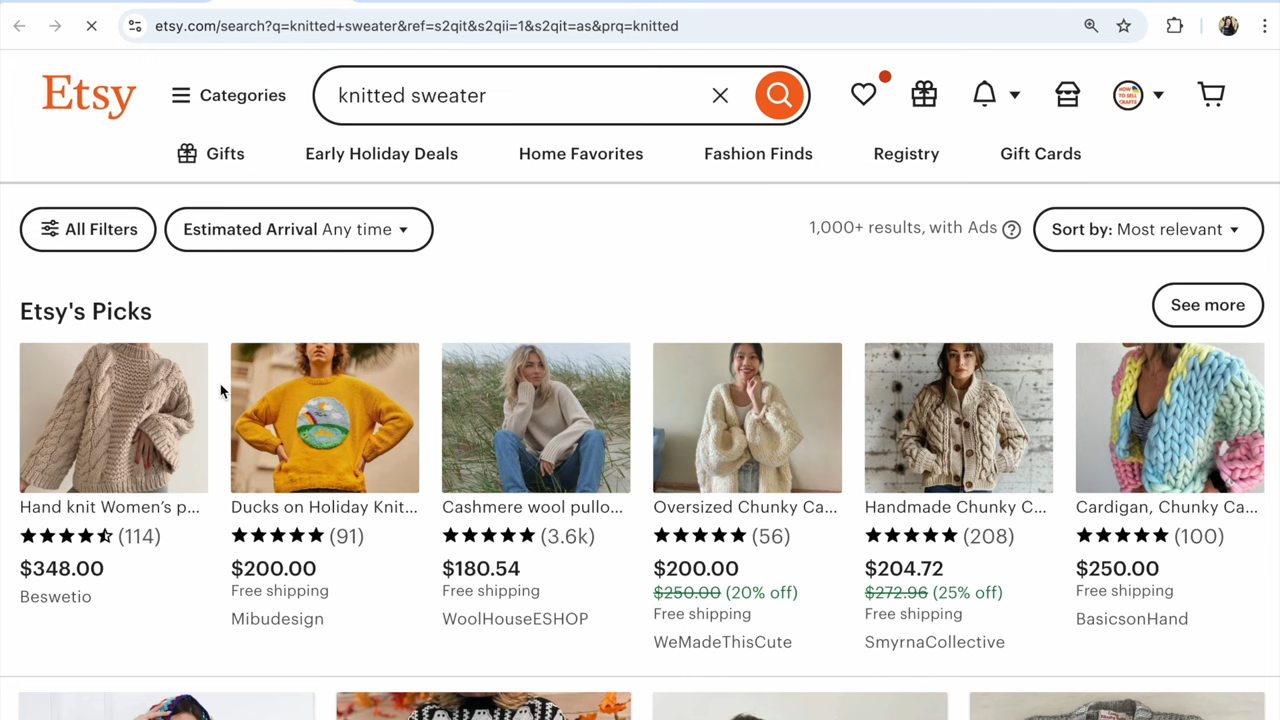 etsy.com/search?q=knitted+sweater&ref=s2qit&s2qii=1&s2qit=as&prq=knitted
Etsy
Categories
knitted sweater
HOW TO SELL CRAFTS
Gifts
Early Holiday Deals
Home Favorites
Fashion Finds
Registry
Gift Cards
All Filters
Estimated Arrival Any time
1,000+ results, with Ads
Sort by: Most relevant
Etsy's Picks
See more
Hand knit Women’s p...
(114)
$348.00
Beswetio
Ducks on Holiday Knit...
(91)
$200.00
Free shipping
Mibudesign
Cashmere wool pullo...
(3.6k)
$180.54
Free shipping
WoolHouseESHOP
Oversized Chunky Ca...
(56)
$200.00
$250.00 (20% off)
Free shipping
WeMadeThisCute
Handmade Chunky C...
(208)
$204.72
$272.96 (25% off)
Free shipping
SmyrnaCollective
Cardigan, Chunky Ca...
(100)
$250.00
Free shipping
BasicsonHand